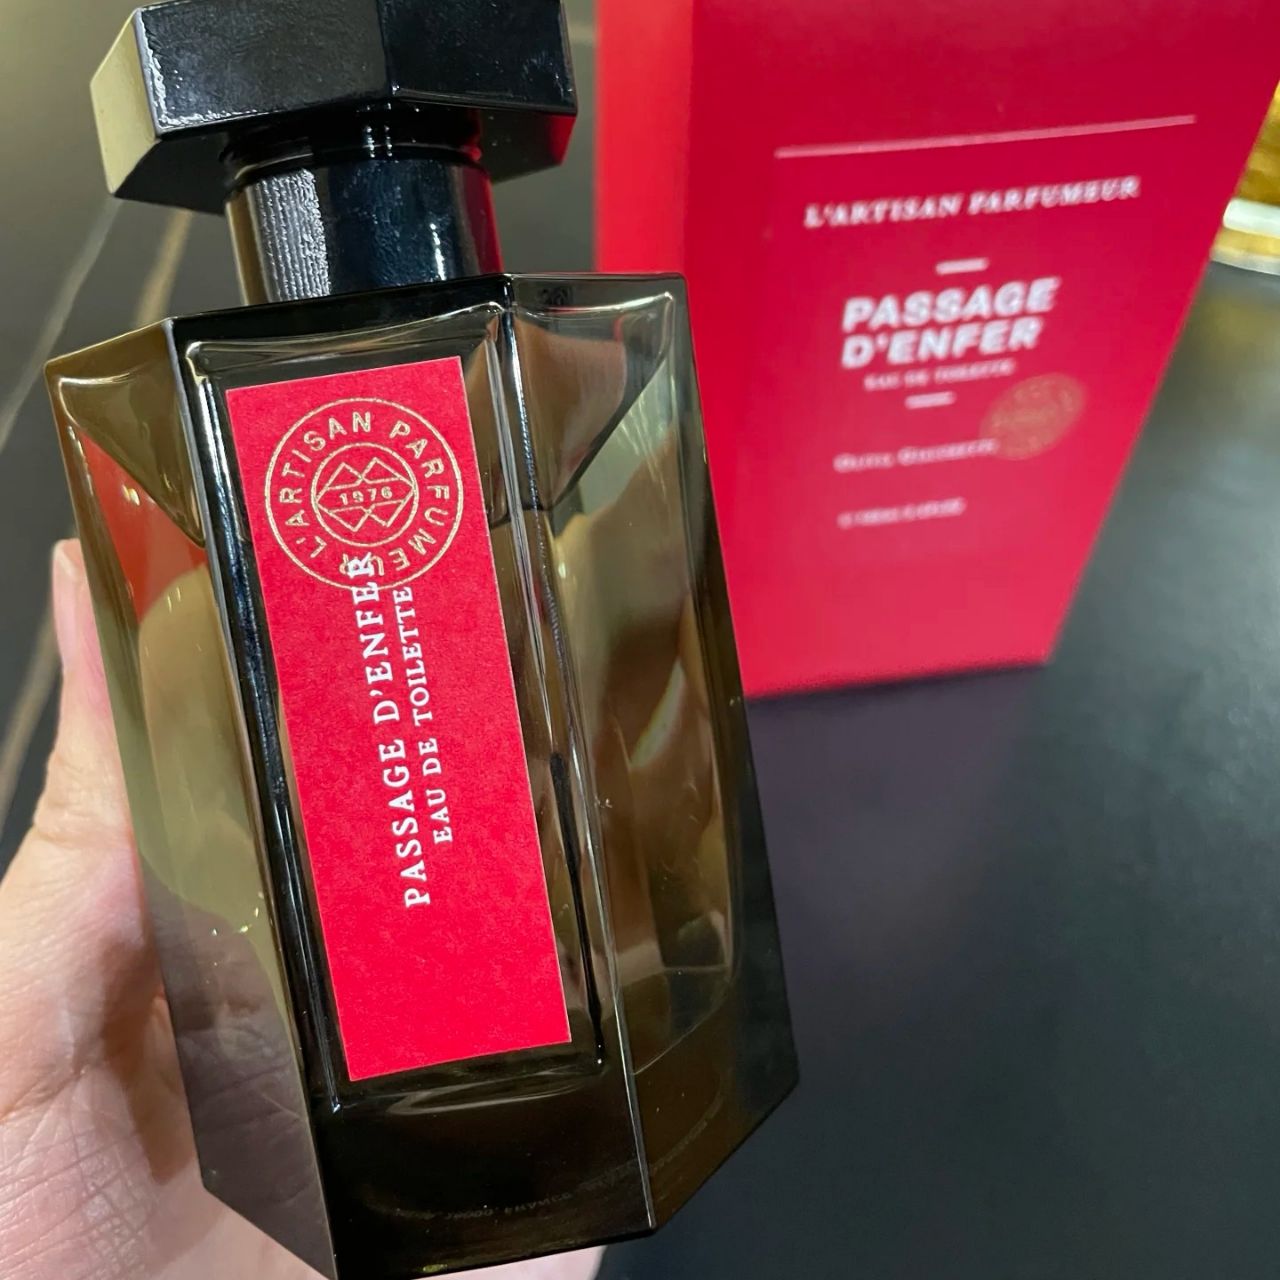 L'ARTISAN PARFUMEUR
1976
PASSAGE D'ENFER
EAU DE TOILETTE
L'ARTISAN PARFUMEUR
PASSAGE
D'ENFER
EAU DE TOILETTE